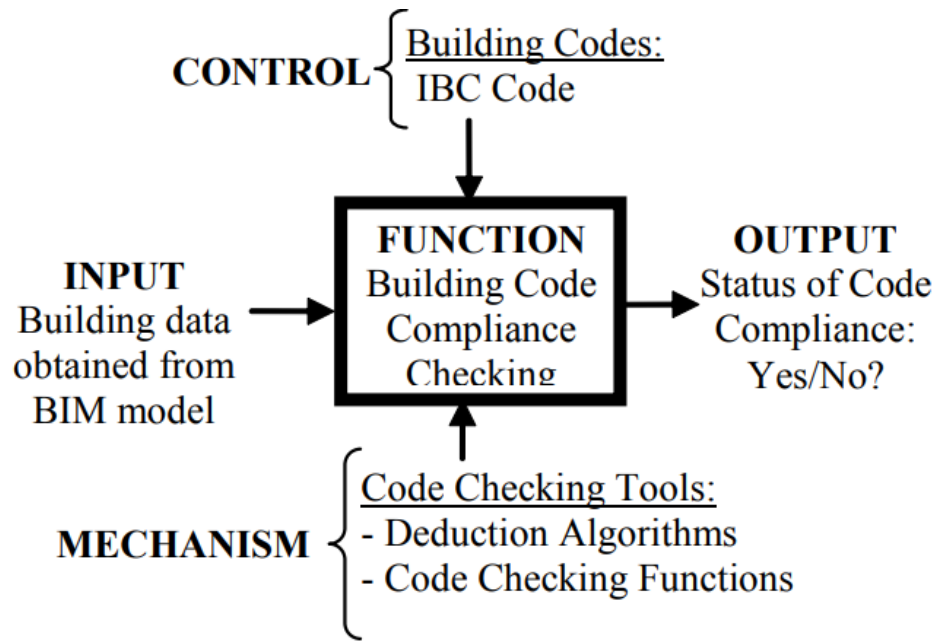 CONTROL
Building Codes:
IBC Code
INPUT
Building data
obtained from
BIM model
FUNCTION
Building Code
Compliance
Checking
OUTPUT
Status of Code
Compliance:
Yes/No?
MECHANISM
Code Checking Tools:
- Deduction Algorithms
- Code Checking Functions